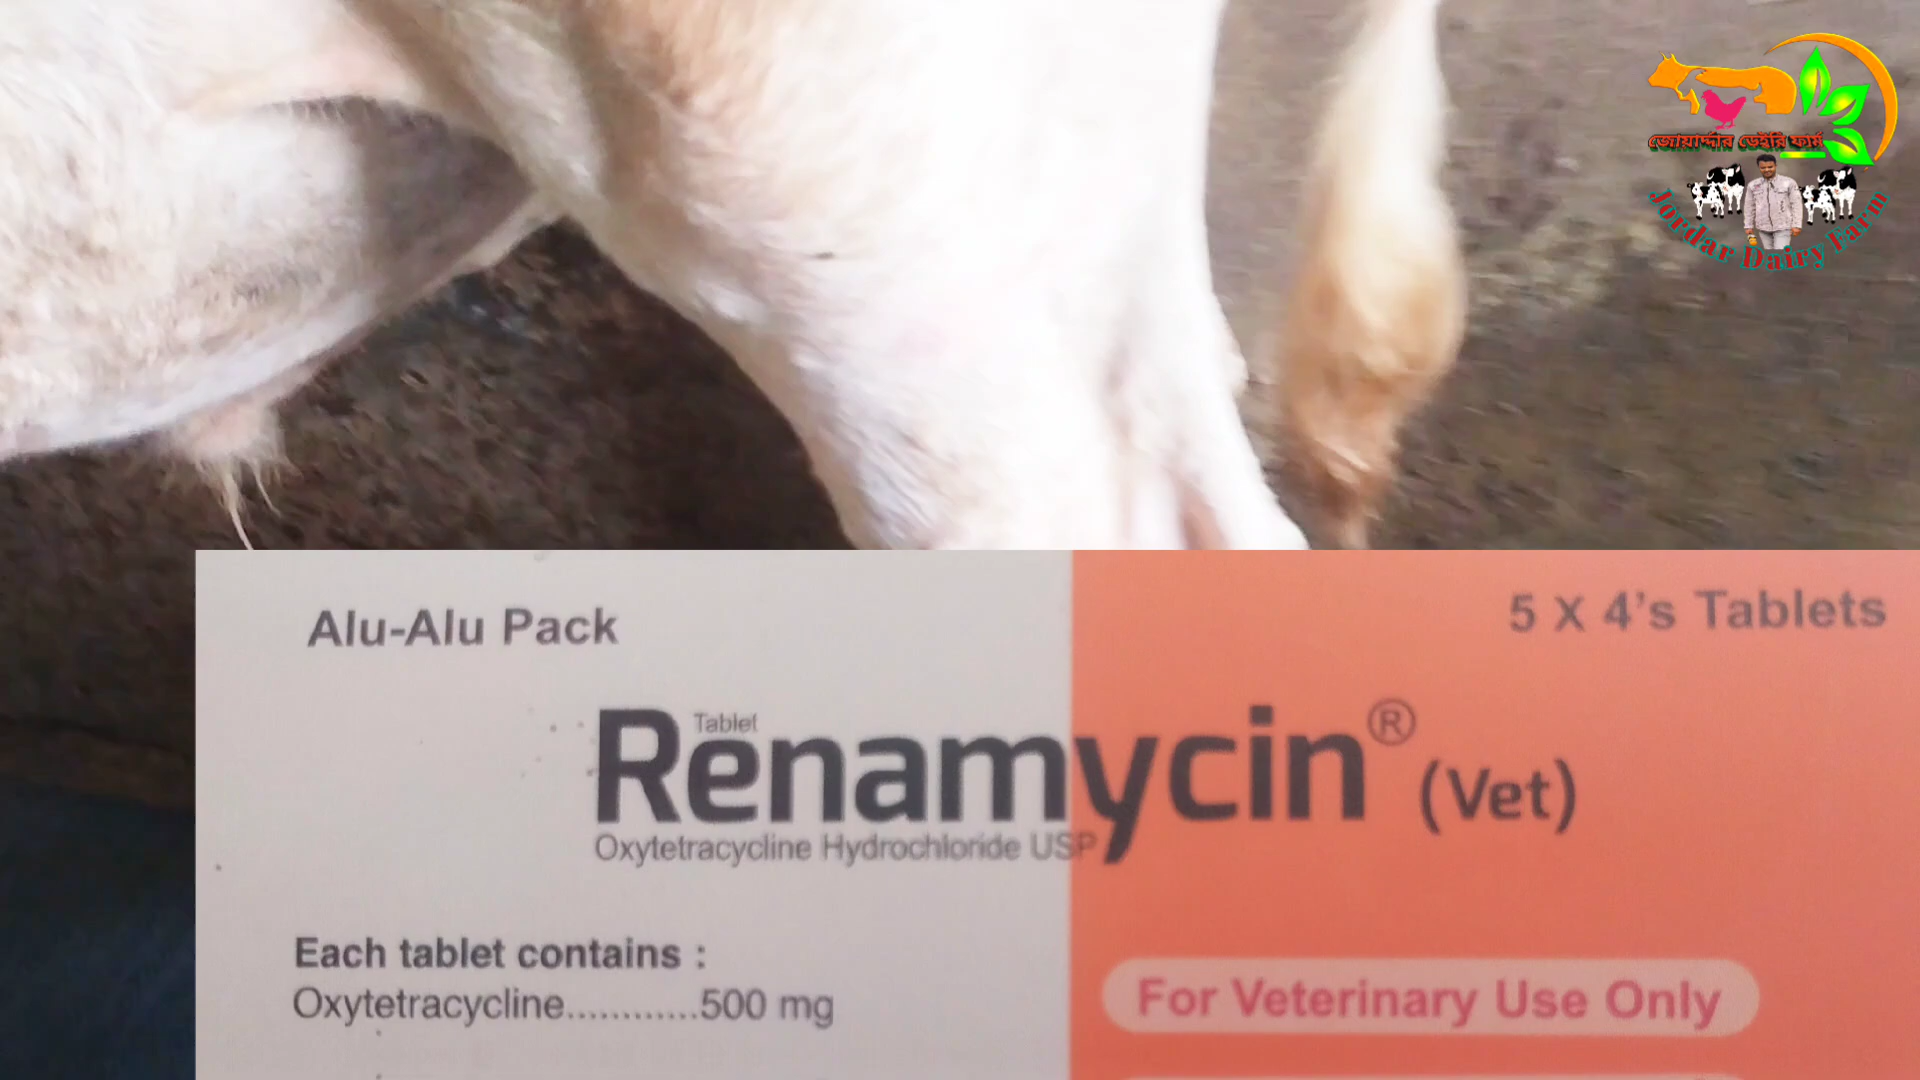 জোয়ার্দ্দার ডেইরি ফার্ম
Jordar Dairy Farm
Alu-Alu Pack
5 X 4's Tablets
Tablet
Renamycin® (Vet)
Oxytetracycline Hydrochloride USP
Each tablet contains :
Oxytetracycline............500 mg
For Veterinary Use Only